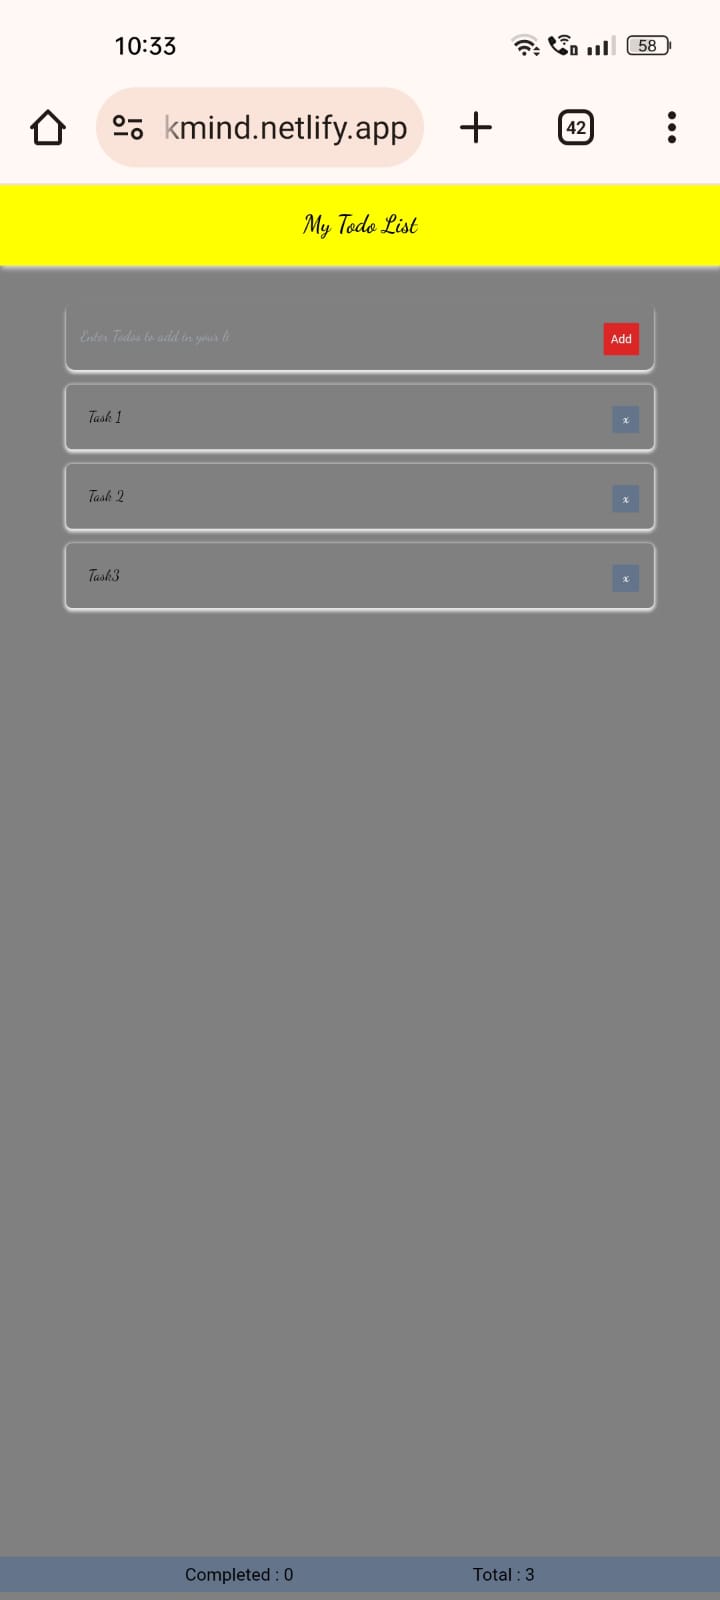 10:33
58
kmind.netlify.app
42
My Todo List
Enter Todos to add in your li
Add
Task 1
x
Task 2
x
Task3
x
Completed : 0 Total : 3